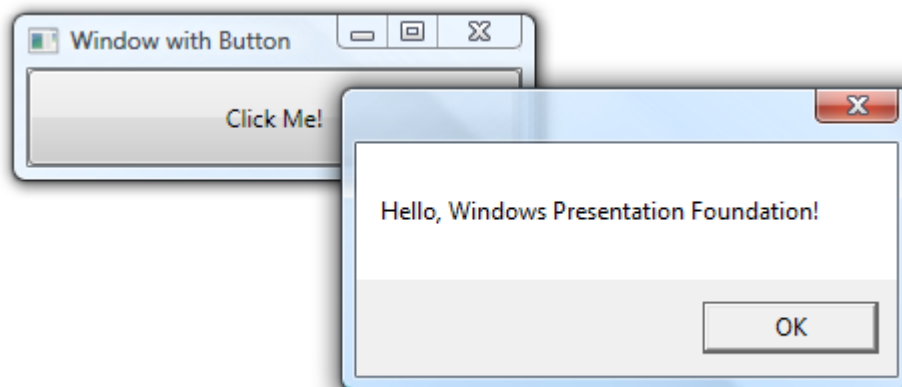 Window with Button
Click Me!
Hello, Windows Presentation Foundation!
OK